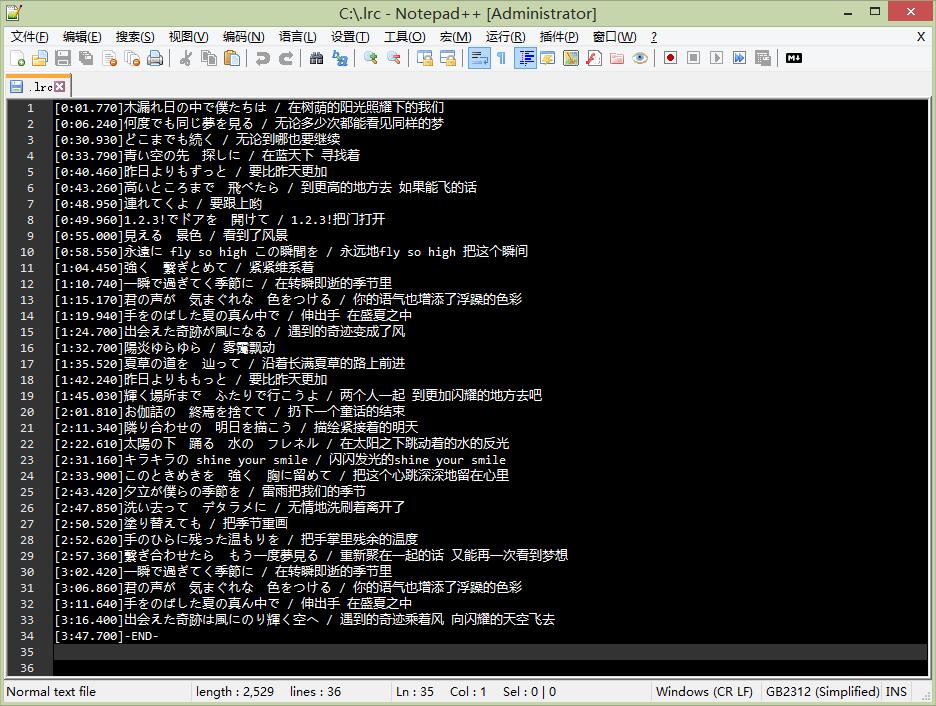 C:\.lrc - Notepad++ [Administrator]
文件(F) 编辑(E) 搜索(S) 视图(V) 编码(N) 语言(L) 设置(T) 工具(O) 宏(M) 运行(R) 插件(P) 窗口(W) ? X
.lrc
1 [0:01.770]木漏れ日の中で僕たちは / 在树荫的阳光照耀下的我们
2 [0:06.240]何度でも同じ夢を見る / 无论多少次都能看见同样的梦
3 [0:30.930]どこまでも続く / 无论到哪也要继续
4 [0:33.790]青い空の先　探しに / 在蓝天下 寻找着
5 [0:40.460]昨日よりもずっと / 要比昨天更加
6 [0:43.260]高いところまで　飛べたら / 到更高的地方去 如果能飞的话
7 [0:48.950]連れてくよ / 要跟上哟
8 [0:49.960]1.2.3!でドアを　開けて / 1.2.3!把门打开
9 [0:55.000]見える　景色 / 看到了风景
10 [0:58.550]永遠に fly so high この瞬間を / 永远地fly so high 把这个瞬间
11 [1:04.450]強く　繋ぎとめて / 紧紧维系着
12 [1:10.740]一瞬で過ぎてく季節に / 在转瞬即逝的季节里
13 [1:15.170]君の声が　気まぐれな　色をつける / 你的语气也增添了浮躁的色彩
14 [1:19.940]手をのばした夏の真ん中で / 伸出手 在盛夏之中
15 [1:24.700]出会えた奇跡が風になる / 遇到的奇迹变成了风
16 [1:32.700]陽炎ゆらゆら / 雾霭飘动
17 [1:35.520]夏草の道を　辿って / 沿着长满夏草的路上前进
18 [1:42.240]昨日よりももっと / 要比昨天更加
19 [1:45.030]輝く場所まで　ふたりで行こうよ / 两个人一起 到更加闪耀的地方去吧
20 [2:01.810]お伽話の　終焉を捨てて / 扔下一个童话的结束
21 [2:11.340]隣り合わせの　明日を描こう / 描绘紧接着的明天
22 [2:22.610]太陽の下　踊る　水の　フレネル / 在太阳之下跳动着的水的反光
23 [2:31.160]キラキラの shine your smile / 闪闪发光的shine your smile
24 [2:33.900]このときめきを　強く　胸に留めて / 把这个心跳深深地留在心里
25 [2:43.420]夕立が僕らの季節を / 雷雨把我们的季节
26 [2:47.850]洗い去って　デタラメに / 无情地洗刷着离开了
27 [2:50.520]塗り替えても / 把季节重画
28 [2:52.620]手のひらに残った温もりを / 把手掌里残余的温度
29 [2:57.360]繋ぎ合わせたら　もう一度夢見る / 重新聚在一起的话 又能再一次看到梦想
30 [3:02.420]一瞬で過ぎてく季節に / 在转瞬即逝的季节里
31 [3:06.860]君の声が　気まぐれな　色をつける / 你的语气也增添了浮躁的色彩
32 [3:11.640]手をのばした夏の真ん中で / 伸出手 在盛夏之中
33 [3:16.400]出会えた奇跡は風にのり輝く空へ / 遇到的奇迹乘着风 向闪耀的天空飞去
34 [3:47.700]-END-
35
36
Normal text file length : 2,529 lines : 36 Ln : 35 Col : 1 Sel : 0 | 0 Windows (CR LF) GB2312 (Simplified) INS